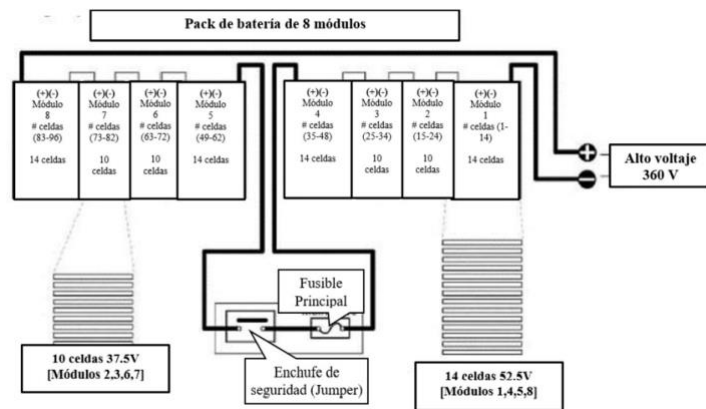 Pack de batería de 8 módulos
(+)(-)
Módulo
8
# celdas
(83-96)
14 celdas
(+)(-)
Módulo
7
# celdas
(73-82)
10
celdas
(+)(-)
Módulo
6
# celdas
(63-72)
10
celdas
(+)(-)
Módulo
5
# celdas
(49-62)
14 celdas
(+)(-)
Módulo
4
# celdas
(35-48)
14 celdas
(+)(-)
Módulo
3
# celdas
(25-34)
10
celdas
(+)(-)
Módulo
2
# celdas
(15-24)
10
celdas
(+)(-)
Módulo
1
# celdas (1-
14)
14 celdas
Alto voltaje
360 V
Fusible
Principal
10 celdas 37.5V
[Módulos 2,3,6,7]
Enchufe de
seguridad (Jumper)
14 celdas 52.5V
[Módulos 1,4,5,8]